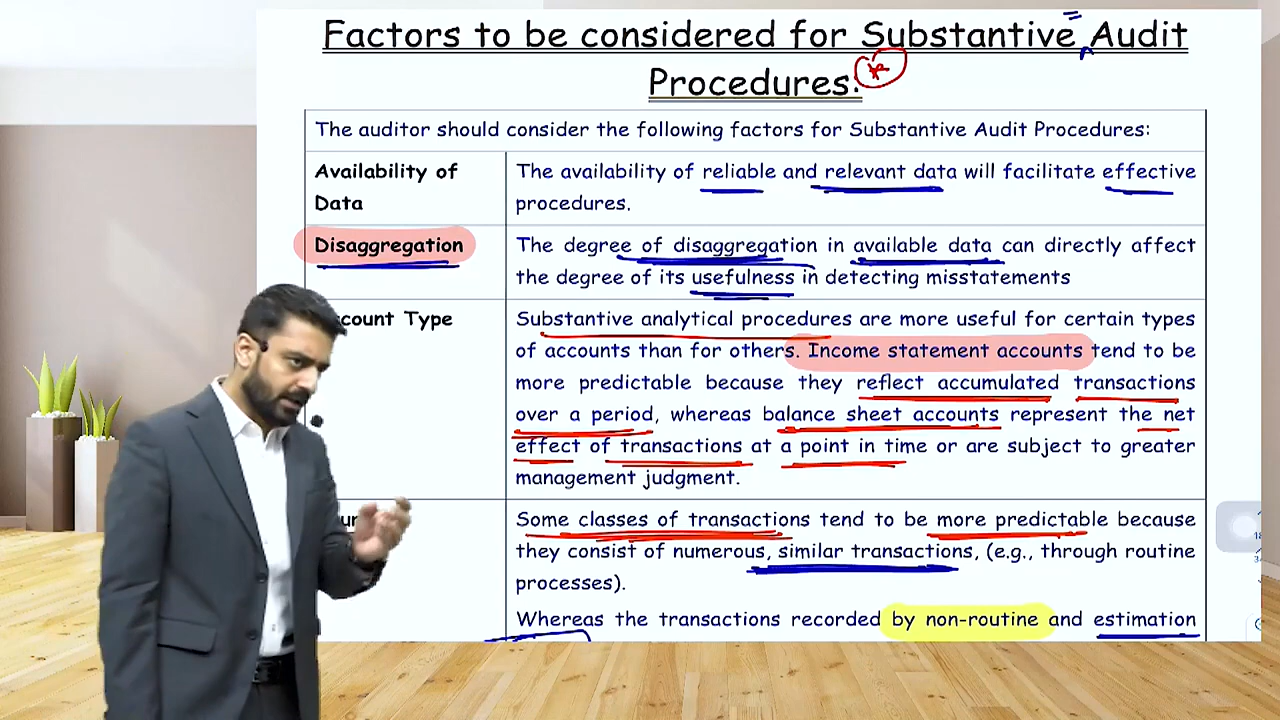 Factors to be considered for Substantive Audit
Procedures:
The auditor should consider the following factors for Substantive Audit Procedures:
Availability of
Data
The availability of reliable and relevant data will facilitate effective
procedures.
Disaggregation
The degree of disaggregation in available data can directly affect
the degree of its usefulness in detecting misstatements
count Type
Substantive analytical procedures are more useful for certain types
of accounts than for others. Income statement accounts tend to be
more predictable because they reflect accumulated transactions
over a period, whereas balance sheet accounts represent the net
effect of transactions at a point in time or are subject to greater
management judgment.
Some classes of transactions tend to be more predictable because
they consist of numerous, similar transactions, (e.g., through routine
processes).
Whereas the transactions recorded by non-routine and estimation